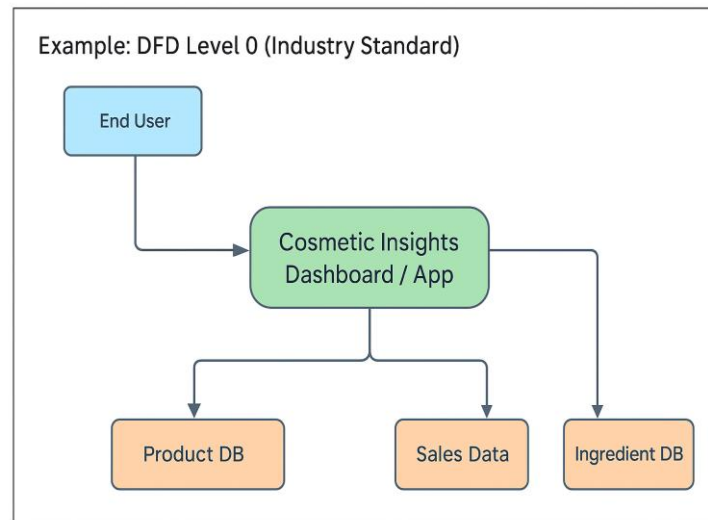 Example: DFD Level 0 (Industry Standard)
End User
Cosmetic Insights
Dashboard / App
Product DB
Sales Data
Ingredient DB